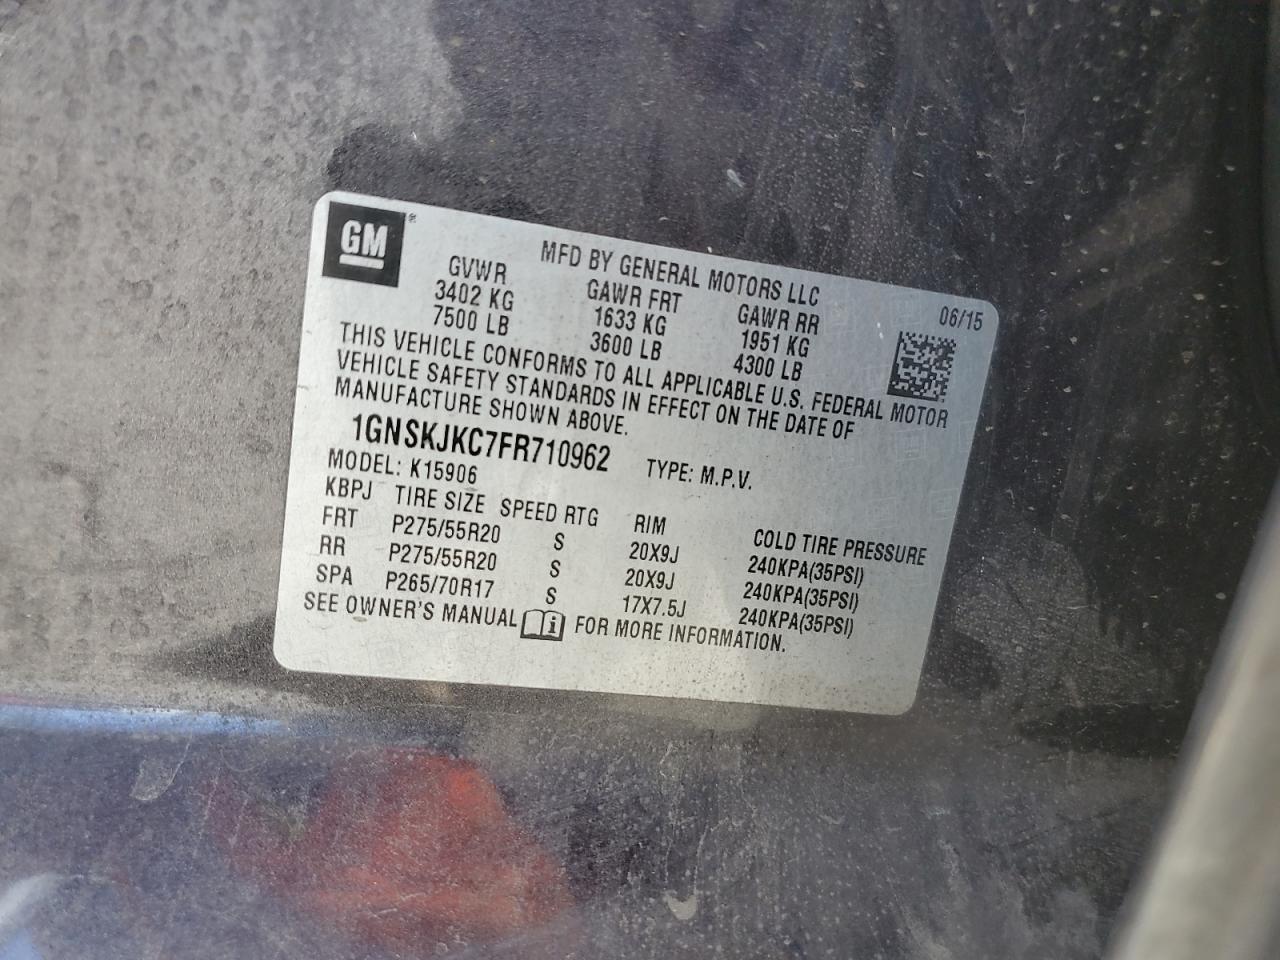 GM®
MFD BY GENERAL MOTORS LLC
06/15
GVWR GAWR FRT GAWR RR
3402 KG 1633 KG 1951 KG
7500 LB 3600 LB 4300 LB
THIS VEHICLE CONFORMS TO ALL APPLICABLE U.S. FEDERAL MOTOR
VEHICLE SAFETY STANDARDS IN EFFECT ON THE DATE OF
MANUFACTURE SHOWN ABOVE.
1GNSKJKC7FR710962 TYPE: M.P.V.
MODEL: K15906
KBPJ TIRE SIZE SPEED RTG RIM COLD TIRE PRESSURE
FRT P275/55R20 S 20X9J 240KPA(35PSI)
RR P275/55R20 S 20X9J 240KPA(35PSI)
SPA P265/70R17 S 17X7.5J 240KPA(35PSI)
SEE OWNER'S MANUAL i FOR MORE INFORMATION.